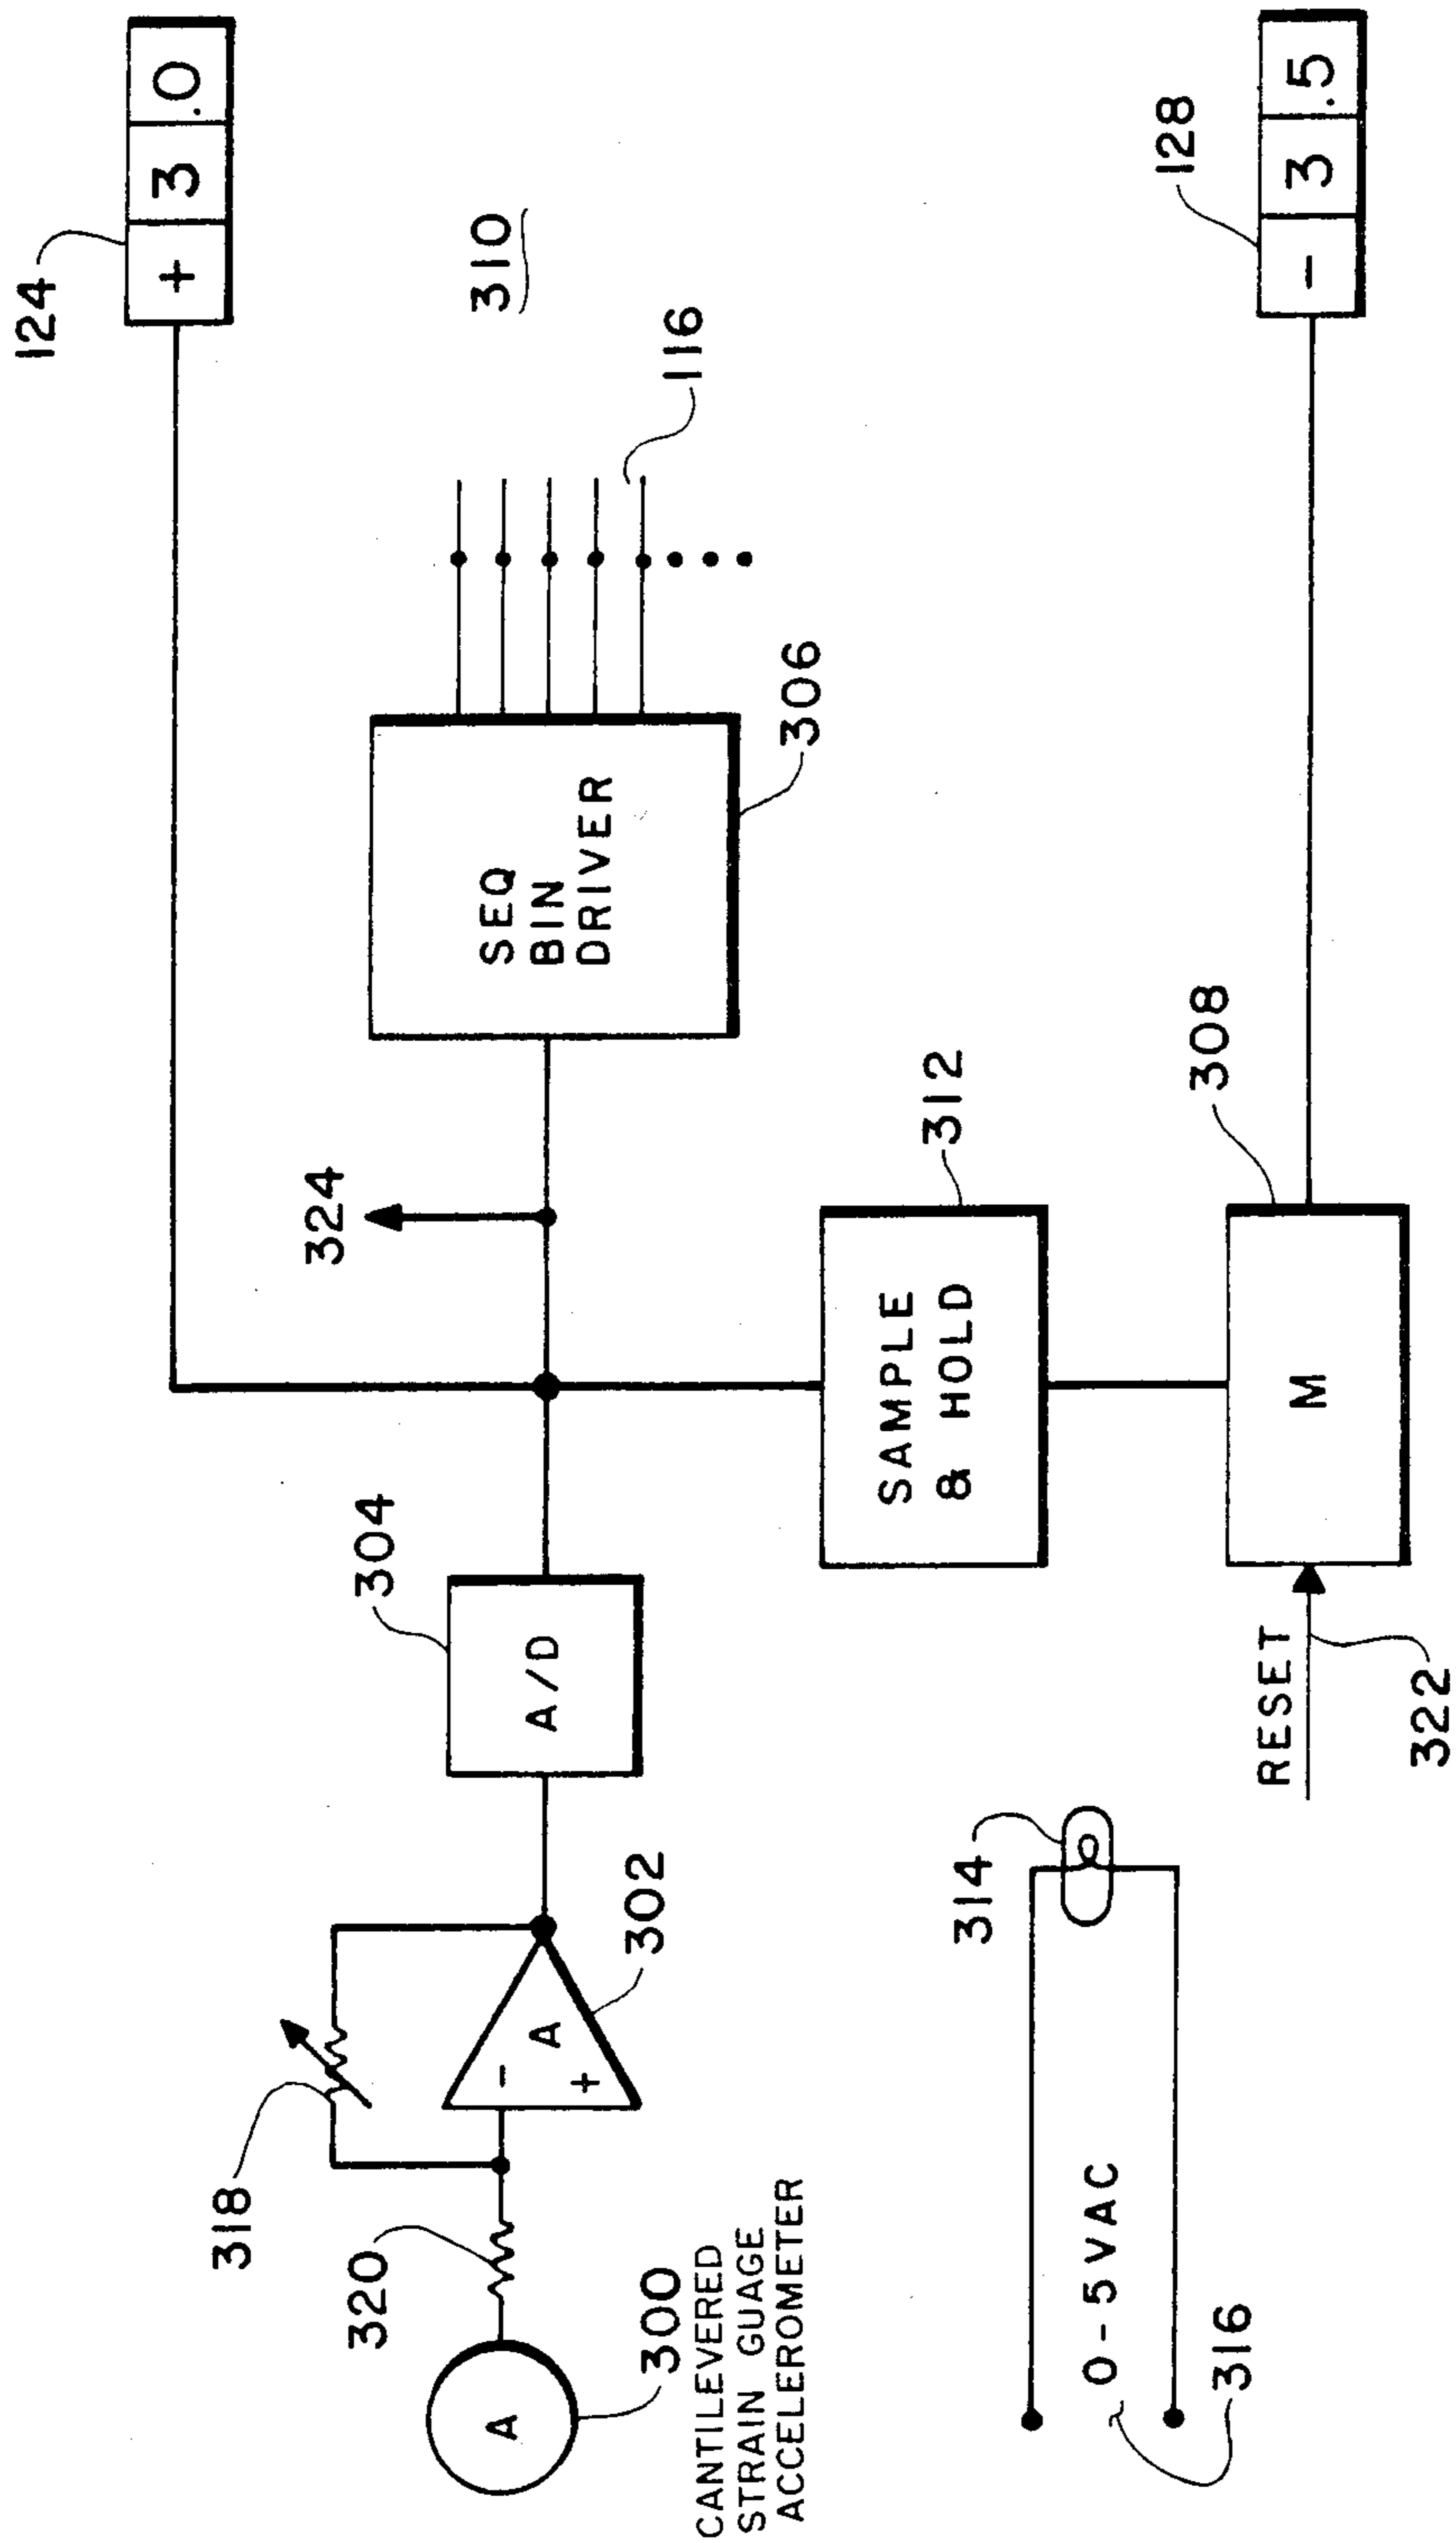 124
+ 3 .0
310
116
324
SEQ
BIN
DRIVER
306
318
320
A
300
CANTILEVERED
STRAIN GUAGE
ACCELEROMETER
-
A
+
302
304
A/D
SAMPLE
& HOLD
312
314
0-5VAC
316
RESET
322
M
308
128
- 3 .5